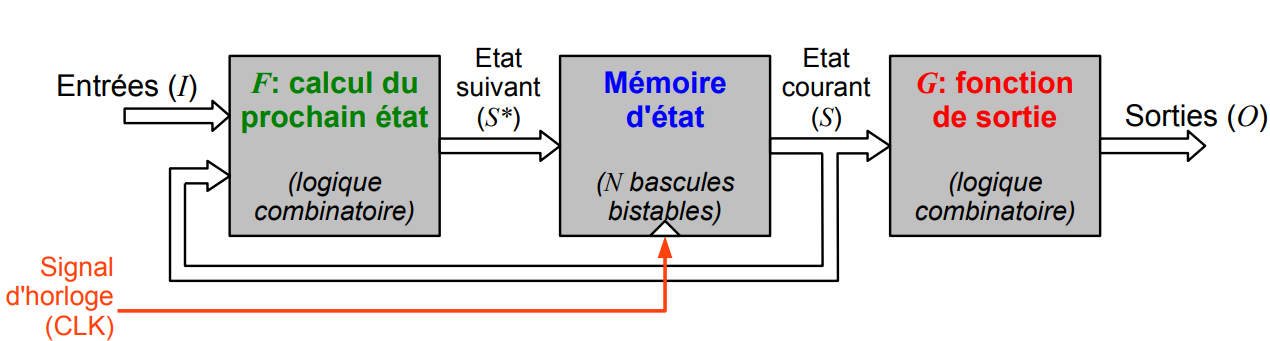 Entrées (I)
F: calcul du
prochain état
(logique
combinatoire)
Etat
suivant
(S*)
Mémoire
d'état
(N bascules
bistables)
Etat
courant
(S)
G: fonction
de sortie
(logique
combinatoire)
Sorties (O)
Signal
d'horloge
(CLK)